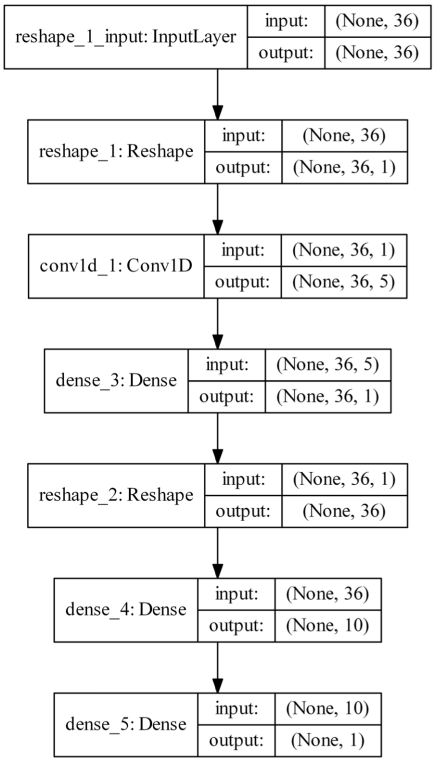 reshape_1_input: InputLayer
input: (None, 36)
output: (None, 36)
reshape_1: Reshape
input: (None, 36)
output: (None, 36, 1)
conv1d_1: Conv1D
input: (None, 36, 1)
output: (None, 36, 5)
dense_3: Dense
input: (None, 36, 5)
output: (None, 36, 1)
reshape_2: Reshape
input: (None, 36, 1)
output: (None, 36)
dense_4: Dense
input: (None, 36)
output: (None, 10)
dense_5: Dense
input: (None, 10)
output: (None, 1)